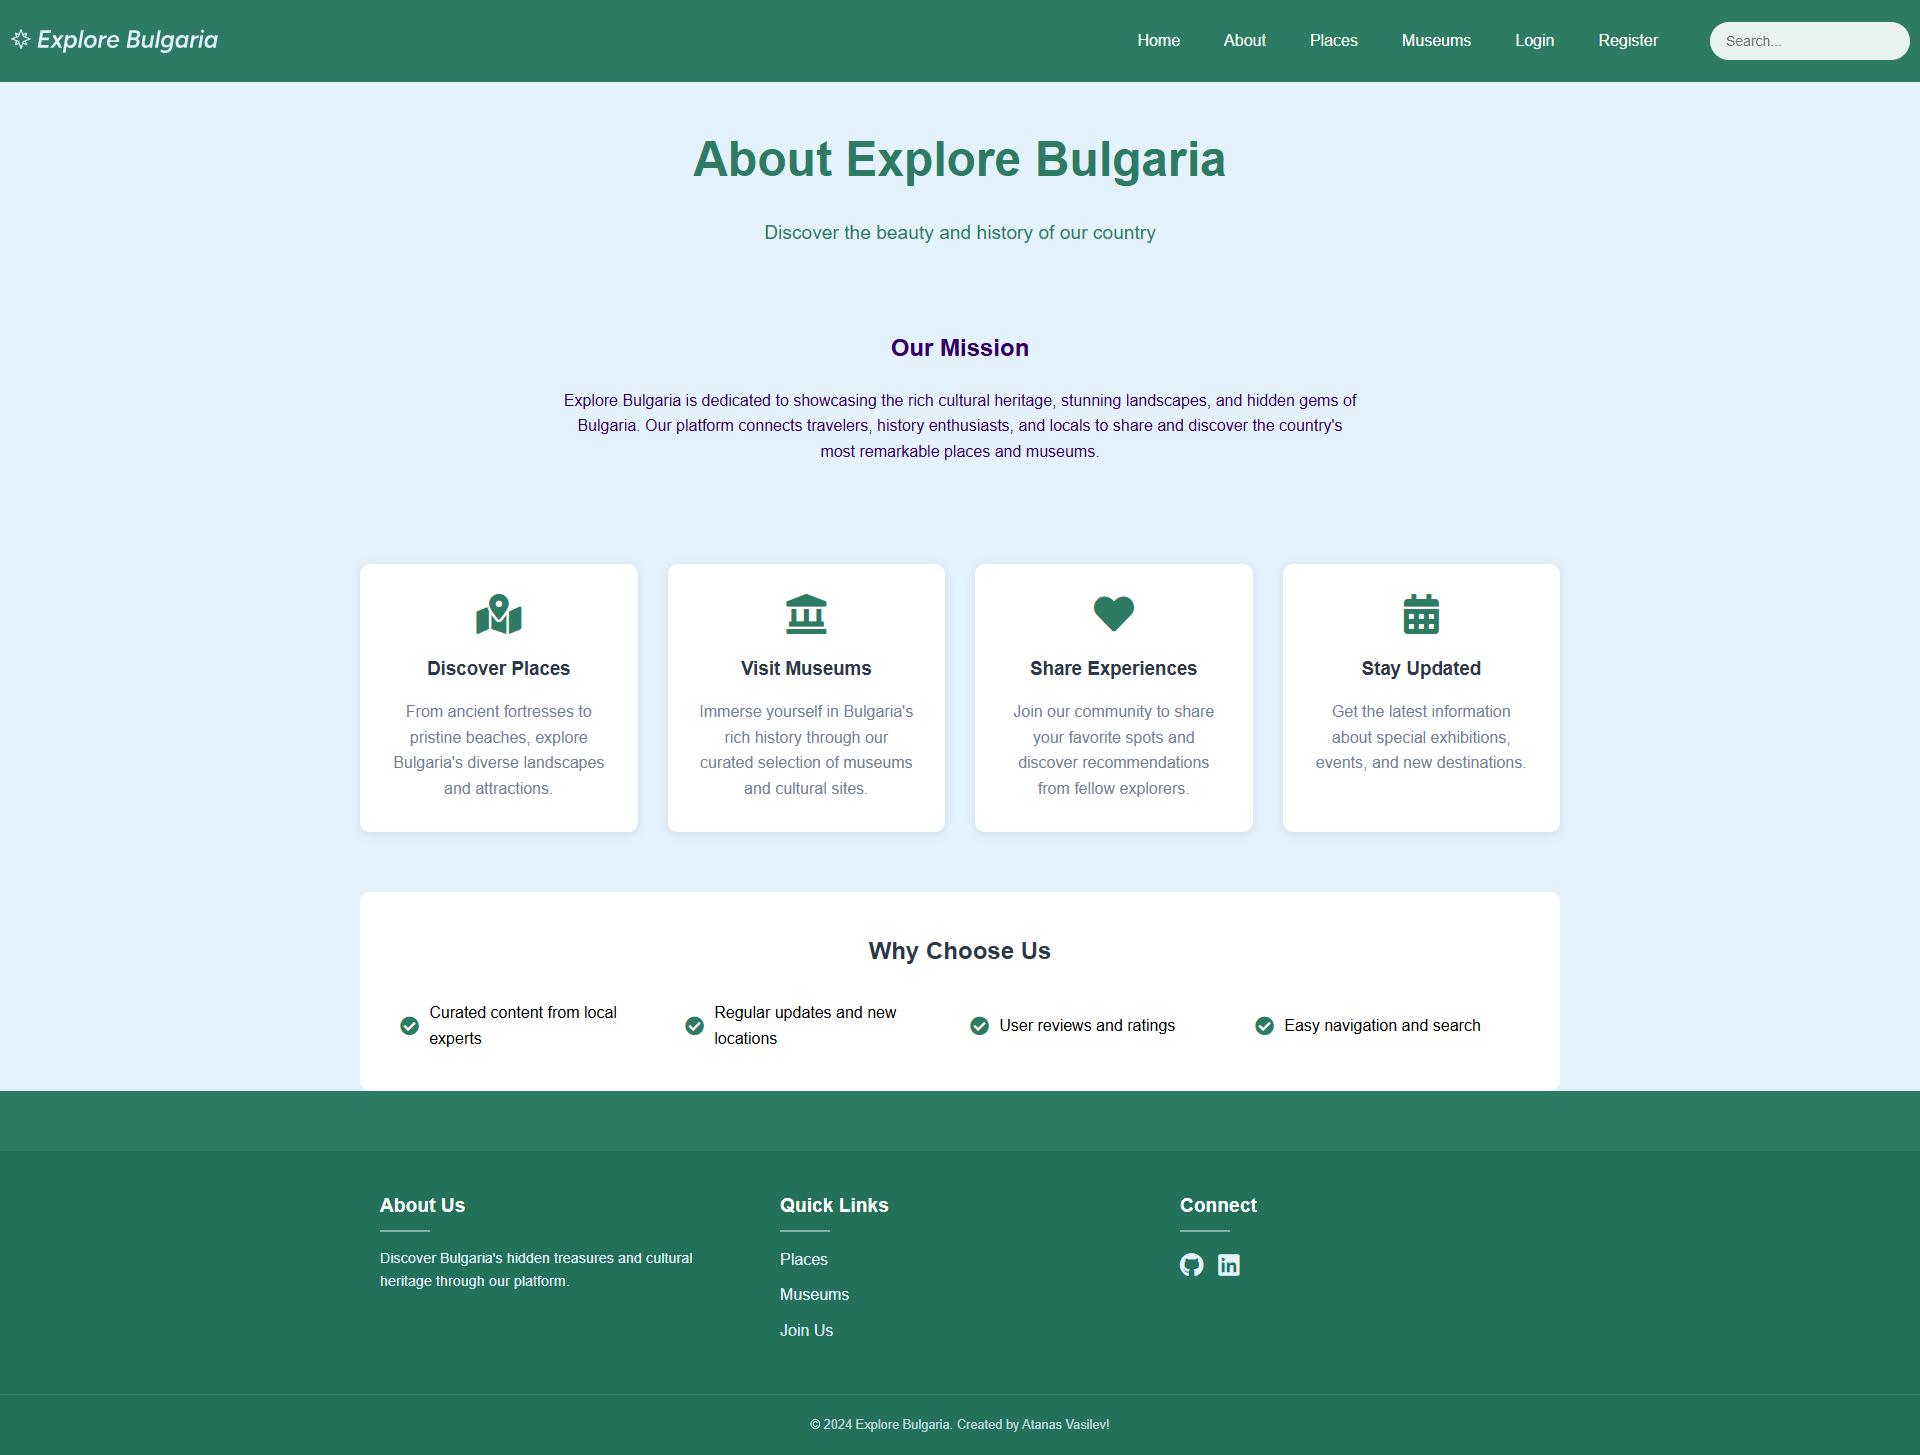 Explore Bulgaria
Home About Places Museums Login Register Search...
About Explore Bulgaria
Discover the beauty and history of our country
Our Mission
Explore Bulgaria is dedicated to showcasing the rich cultural heritage, stunning landscapes, and hidden gems of
Bulgaria. Our platform connects travelers, history enthusiasts, and locals to share and discover the country's
most remarkable places and museums.
Discover Places
From ancient fortresses to
pristine beaches, explore
Bulgaria's diverse landscapes
and attractions.
Visit Museums
Immerse yourself in Bulgaria's
rich history through our
curated selection of museums
and cultural sites.
Share Experiences
Join our community to share
your favorite spots and
discover recommendations
from fellow explorers.
Stay Updated
Get the latest information
about special exhibitions,
events, and new destinations.
Why Choose Us
Curated content from local
experts
Regular updates and new
locations
User reviews and ratings
Easy navigation and search
About Us
Discover Bulgaria's hidden treasures and cultural
heritage through our platform.
Quick Links
Places
Museums
Join Us
Connect
© 2024 Explore Bulgaria. Created by Atanas Vasilev!